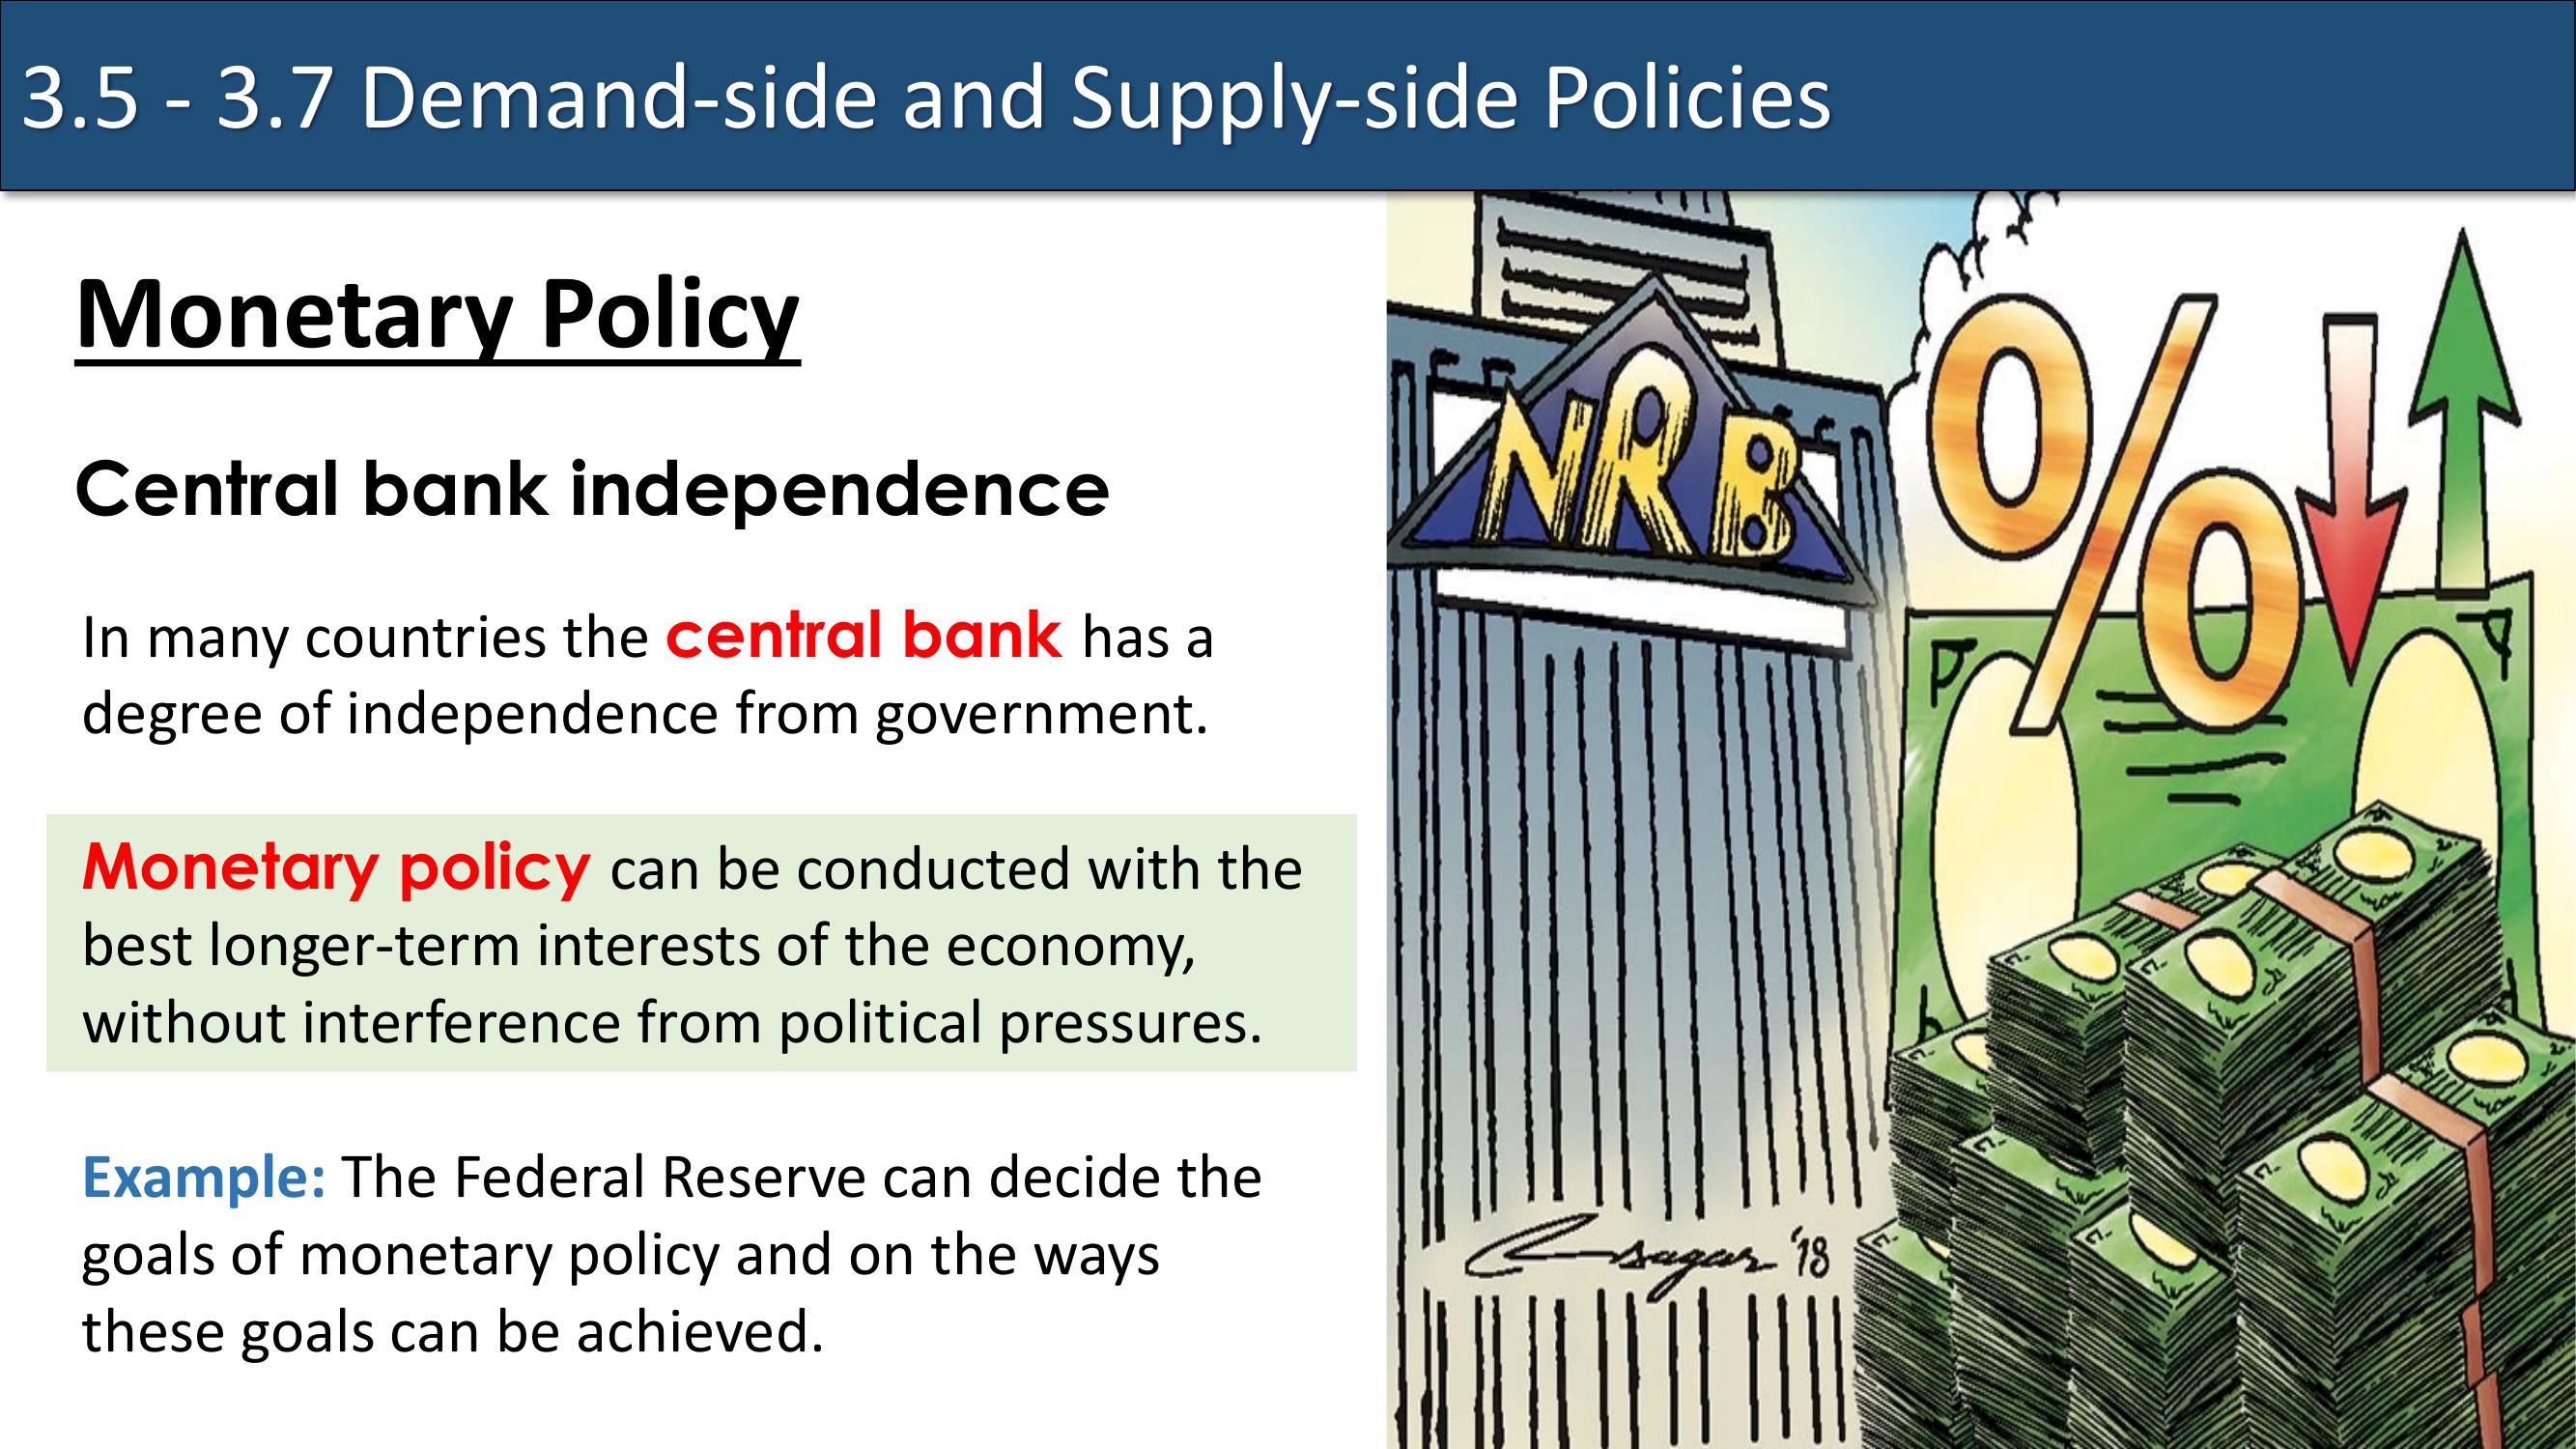 3.5 - 3.7 Demand-side and Supply-side Policies
Monetary Policy
Central bank independence
In many countries the central bank has a
degree of independence from government.
Monetary policy can be conducted with the
best longer-term interests of the economy,
without interference from political pressures.
Example: The Federal Reserve can decide the
goals of monetary policy and on the ways
these goals can be achieved.
NRB
%
sagar '18